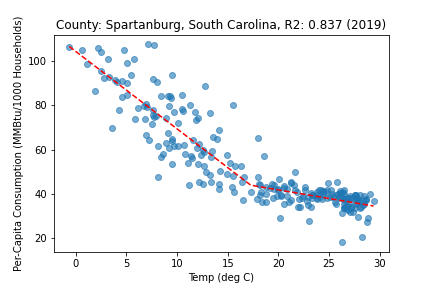 County: Spartanburg, South Carolina, R2: 0.837 (2019)
Per-Capita Consumption (MMBtu/1000 Households)
100
80
60
40
20
0 5 10 15 20 25 30
Temp (deg C)